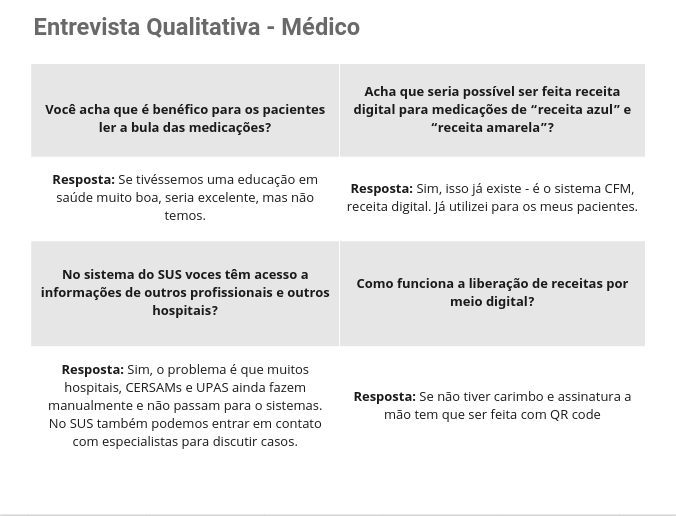 Entrevista Qualitativa - Médico
Você acha que é benéfico para os pacientes
ler a bula das medicações?
Acha que seria possível ser feita receita
digital para medicações de “receita azul” e
“receita amarela”?
Resposta: Se tivéssemos uma educação em
saúde muito boa, seria excelente, mas não
temos.
Resposta: Sim, isso já existe - é o sistema CFM,
receita digital. Já utilizei para os meus pacientes.
No sistema do SUS voces têm acesso a
informações de outros profissionais e outros
hospitais?
Como funciona a liberação de receitas por
meio digital?
Resposta: Sim, o problema é que muitos
hospitais, CERSAMs e UPAS ainda fazem
manualmente e não passam para o sistemas.
No SUS também podemos entrar em contato
com especialistas para discutir casos.
Resposta: Se não tiver carimbo e assinatura a
mão tem que ser feita com QR code